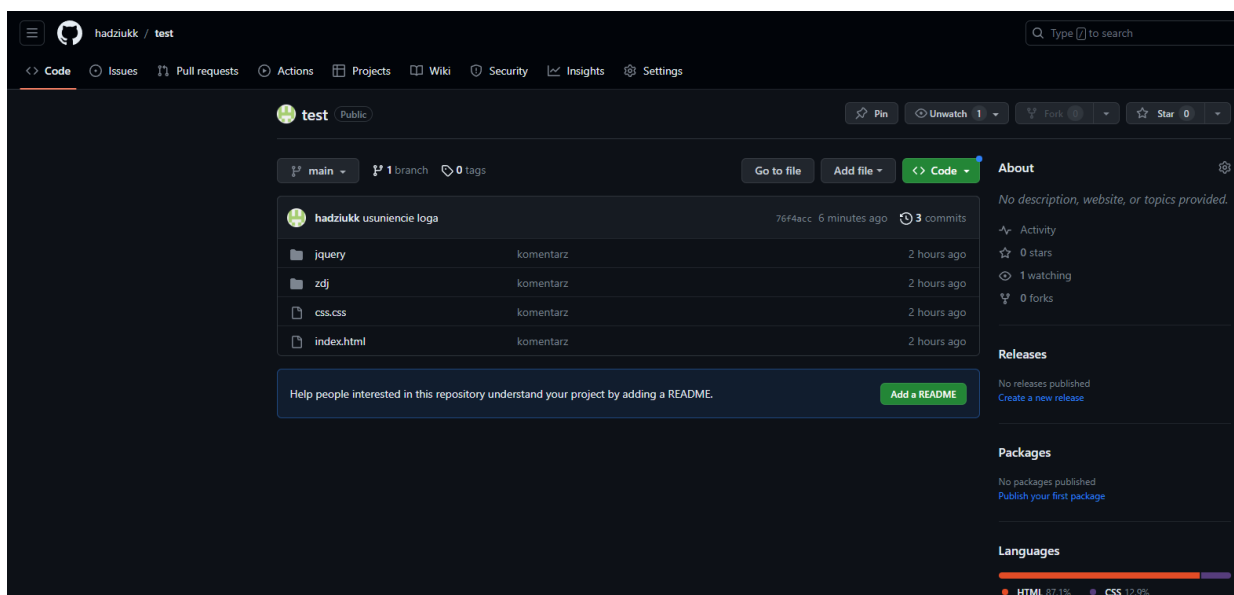 hadziukk / test
Type / to search
Code Issues Pull requests Actions Projects Wiki Security Insights Settings
test Public
Pin Unwatch 1 Fork 0 Star 0
main 1 branch 0 tags
Go to file Add file Code
About
No description, website, or topics provided.
hadziukk usuniencie loga 76f4acc 6 minutes ago 3 commits
Activity
jquery komentarz 2 hours ago
0 stars
zdj komentarz 2 hours ago
1 watching
css.css komentarz 2 hours ago
0 forks
index.html komentarz 2 hours ago
Help people interested in this repository understand your project by adding a README.
Add a README
Releases
No releases published
Create a new release
Packages
No packages published
Publish your first package
Languages
HTML 87.1% CSS 12.9%